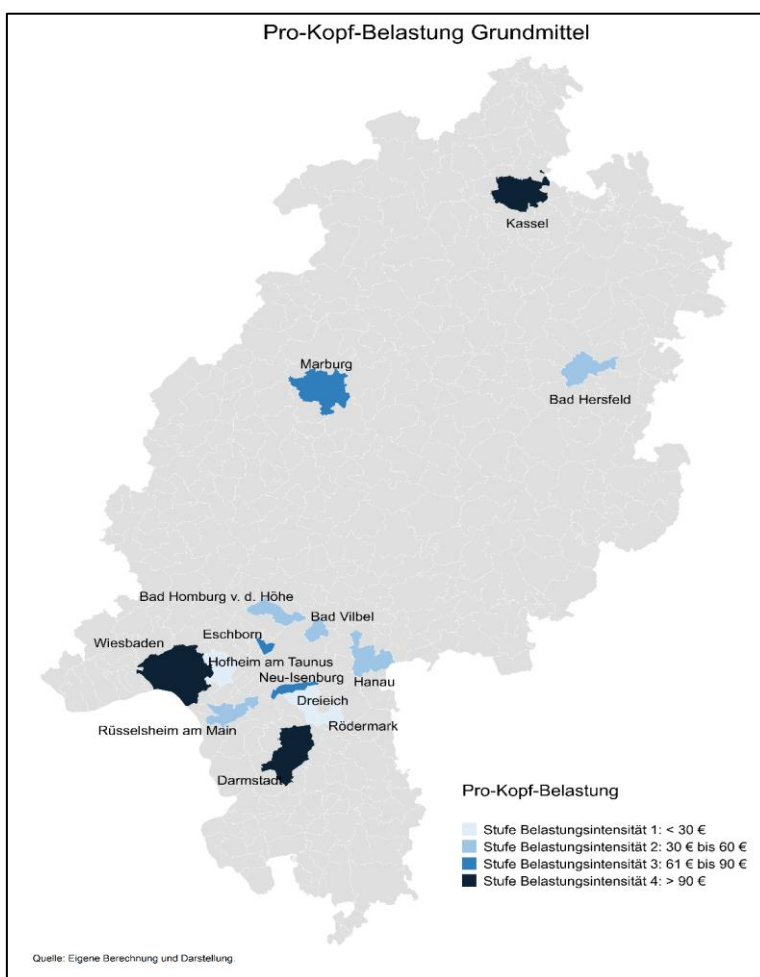 Pro-Kopf-Belastung Grundmittel
Kassel
Marburg
Bad Hersfeld
Bad Homburg v. d. Höhe
Bad Vilbel
Eschborn
Wiesbaden
Hofheim am Taunus
Neu-Isenburg
Hanau
Dreieich
Rüsselsheim am Main
Rödermark
Darmstadt
Pro-Kopf-Belastung
Stufe Belastungsintensität 1: < 30 €
Stufe Belastungsintensität 2: 30 € bis 60 €
Stufe Belastungsintensität 3: 61 € bis 90 €
Stufe Belastungsintensität 4: > 90 €
Quelle: Eigene Berechnung und Darstellung.